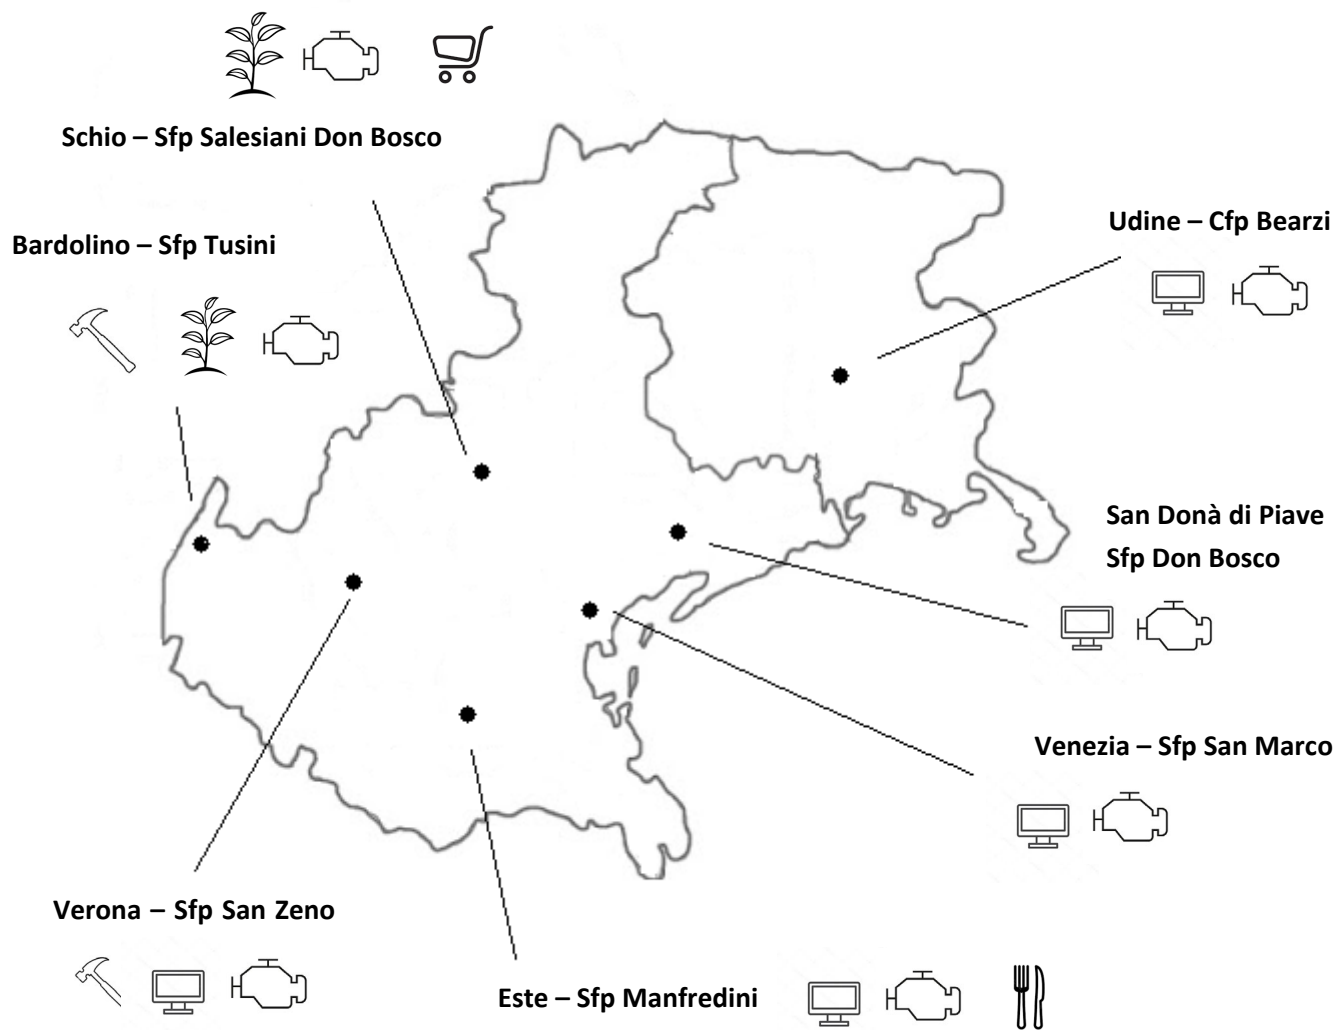 Schio – Sfp Salesiani Don Bosco
Bardolino – Sfp Tusini
Udine – Cfp Bearzi
San Donà di Piave
Sfp Don Bosco
Venezia – Sfp San Marco
Verona – Sfp San Zeno
Este – Sfp Manfredini